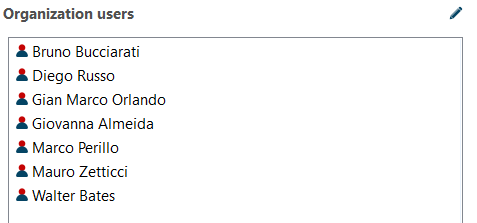 Organization users
Bruno Bucciarati
Diego Russo
Gian Marco Orlando
Giovanna Almeida
Marco Perillo
Mauro Zetticci
Walter Bates